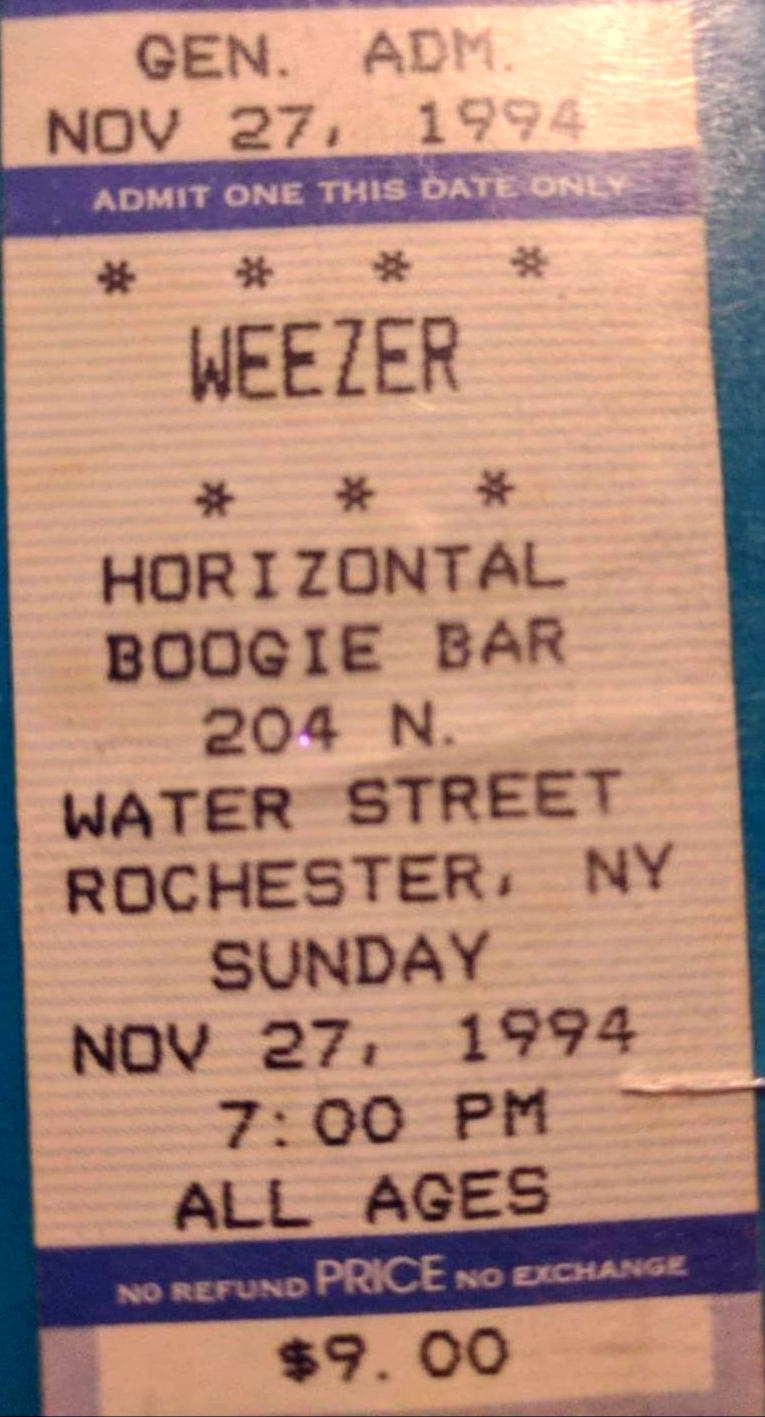 GEN. ADM.
NOV 27, 1994
ADMIT ONE THIS DATE ONLY
* * * *
WEEZER
* * *
HORIZONTAL
BOOGIE BAR
204 N.
WATER STREET
ROCHESTER, NY
SUNDAY
NOV 27, 1994
7:00 PM
ALL AGES
NO REFUND PRICE NO EXCHANGE
$9.00